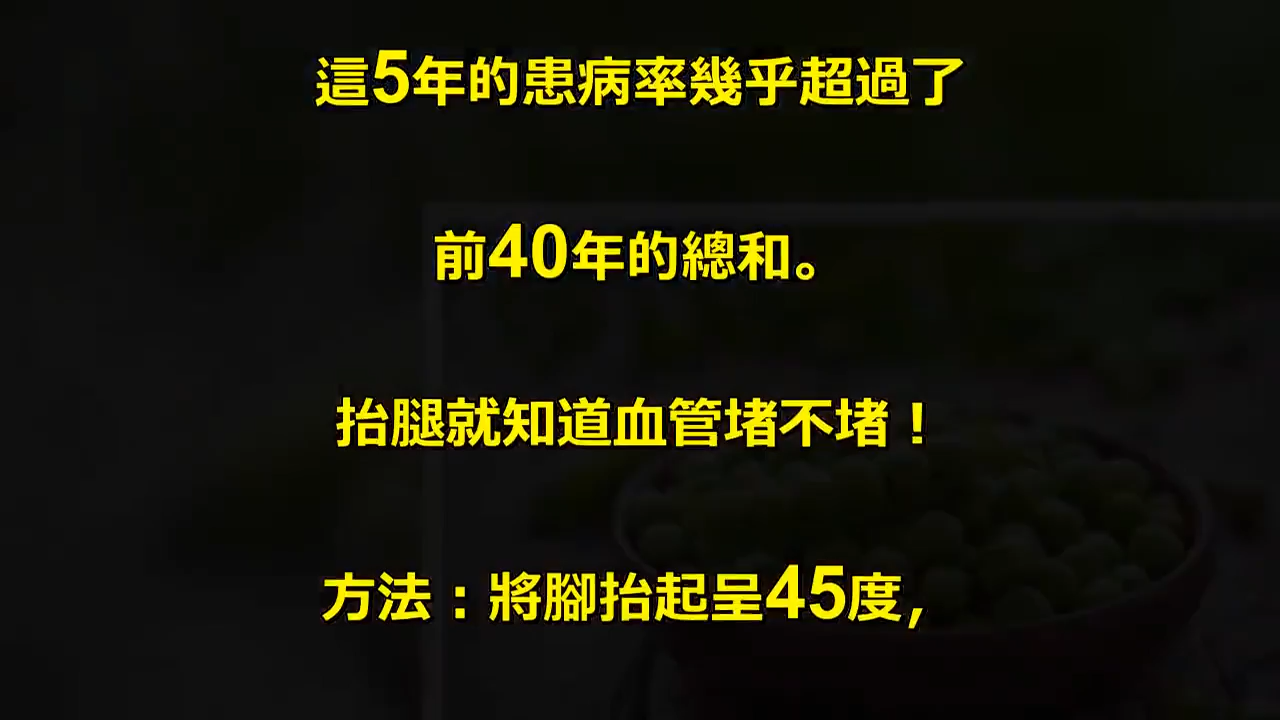 這5年的患病率幾乎超過了
前40年的總和。
抬腿就知道血管堵不堵！
方法：將腳抬起呈45度，